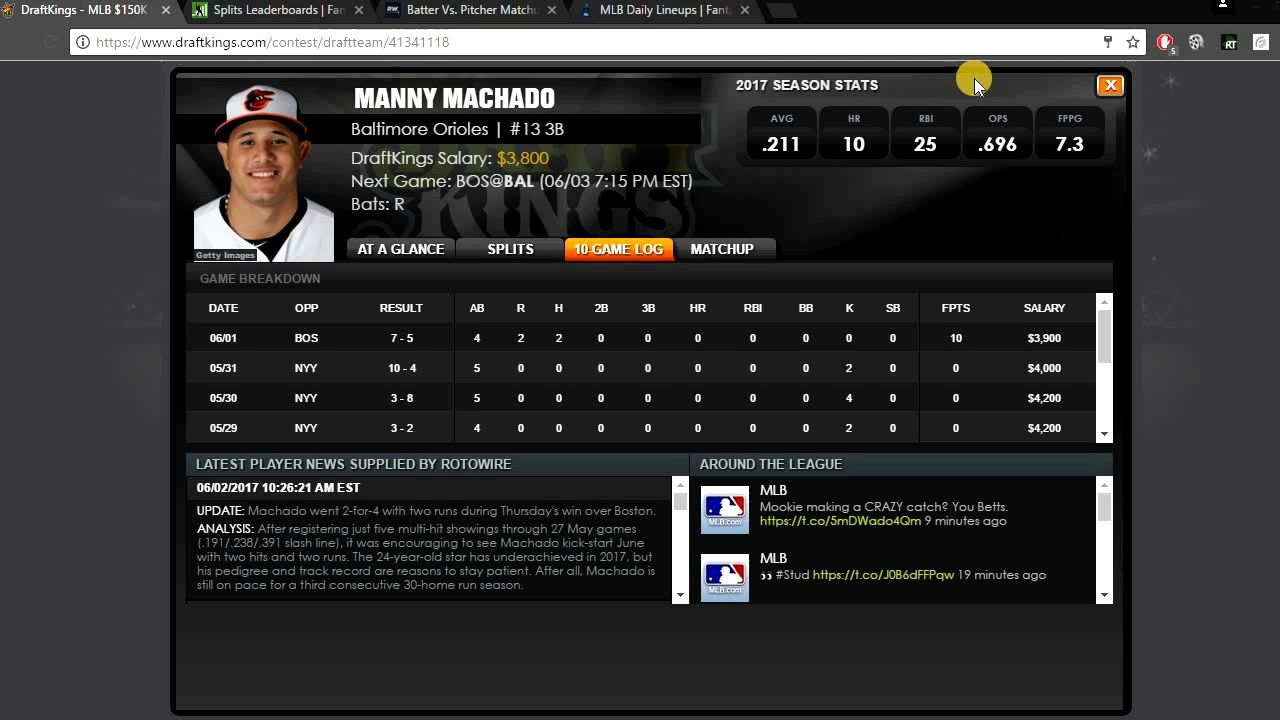 DraftKings - MLB $150K
Splits Leaderboards | Fan
Batter Vs. Pitcher Matchu
MLB Daily Lineups | Fanta
https://www.draftkings.com/contest/draftteam/41341118
5
RT
RW
MANNY MACHADO
Baltimore Orioles | #13 3B
DraftKings Salary: $3,800
Next Game: BOS@BAL (06/03 7:15 PM EST)
Bats: R
Getty Images
2017 SEASON STATS
X
AVG HR RBI OPS FPPG
.211 10 25 .696 7.3
AT A GLANCE SPLITS 10-GAME LOG MATCHUP
GAME BREAKDOWN
DATE OPP RESULT AB R H 2B 3B HR RBI BB K SB FPTS SALARY
06/01 BOS 7 - 5 4 2 2 0 0 0 0 0 0 0 10 $3,900
05/31 NYY 10 - 4 5 0 0 0 0 0 0 0 2 0 0 $4,000
05/30 NYY 3 - 8 5 0 0 0 0 0 0 0 4 0 0 $4,200
05/29 NYY 3 - 2 4 0 0 0 0 0 0 0 2 0 0 $4,200
LATEST PLAYER NEWS SUPPLIED BY ROTOWIRE
06/02/2017 10:26:21 AM EST
UPDATE: Machado went 2-for-4 with two runs during Thursday's win over Boston.
ANALYSIS: After registering just five multi-hit showings through 27 May games
(.191/.238/.391 slash line), it was encouraging to see Machado kick-start June
with two hits and two runs. The 24-year-old star has underachieved in 2017, but
his pedigree and track record are reasons to stay patient. After all, Machado is
still on pace for a third consecutive 30-home run season.
AROUND THE LEAGUE
MLB.com
MLB
Mookie making a CRAZY catch? You Betts.
https://t.co/5mDWado4Qm 9 minutes ago
MLB.com
MLB
👀 #Stud https://t.co/J0B6dFFPqw 19 minutes ago